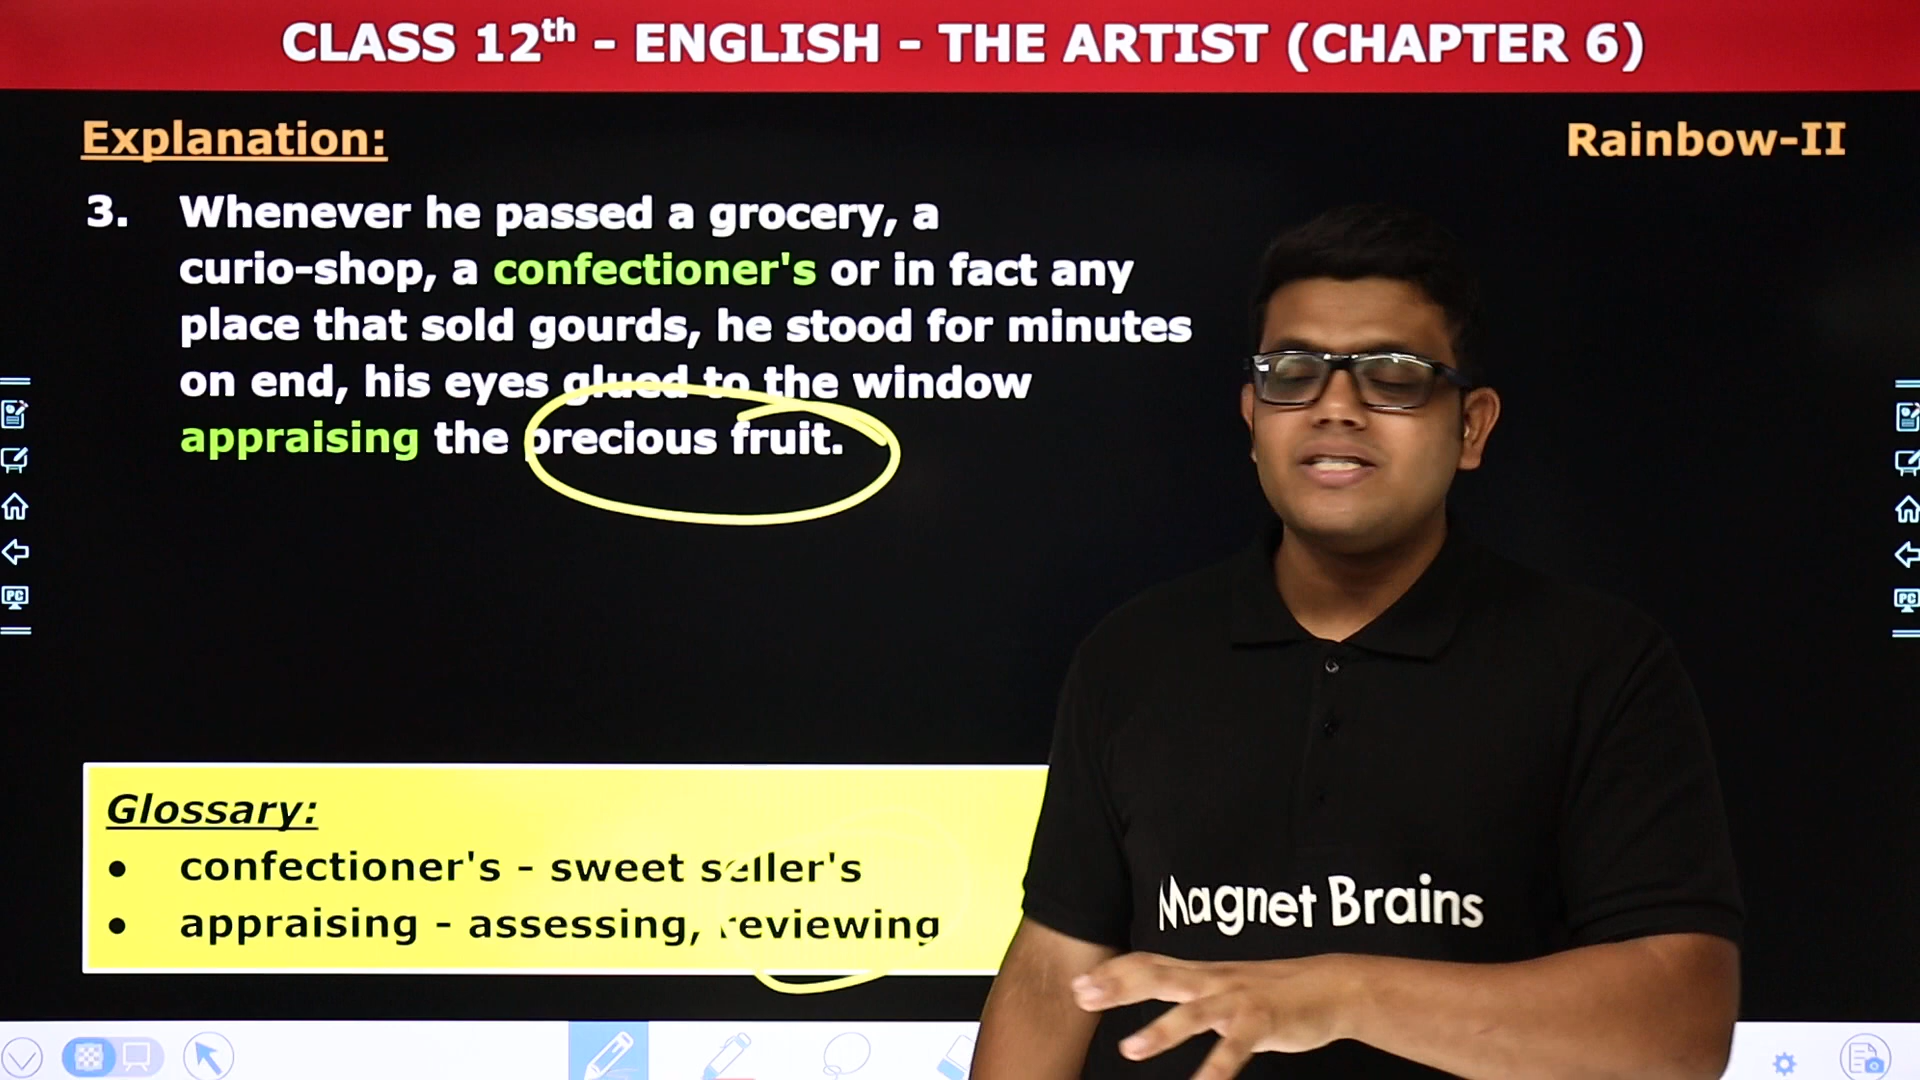 CLASS 12th - ENGLISH - THE ARTIST (CHAPTER 6)
Explanation:
Rainbow-II
3. Whenever he passed a grocery, a
curio-shop, a confectioner's or in fact any
place that sold gourds, he stood for minutes
on end, his eyes glued to the window
appraising the precious fruit.
Glossary:
• confectioner's - sweet seller's
• appraising - assessing, reviewing
Magnet Brains
PC
PC